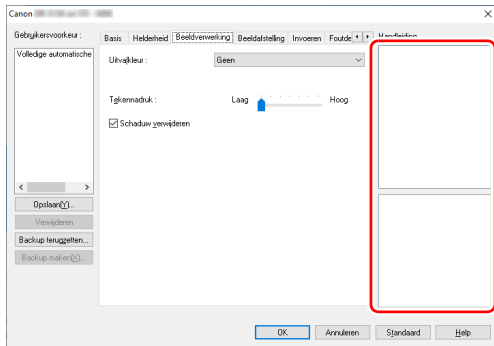 Canon
Gebruikersvoorkeur :
Volledige automatische
Opslaan(Y)...
Verwijderen
Backup terugzetten...
Backup maken(A)...
Basis Helderheid Beeldverwerking Beeldafstelling Invoeren Foutde
Uitvalkleur : Geen
Tekennadruk : Laag Hoog
Schaduw verwijderen
Handleiding
OK Annuleren Standaard Help